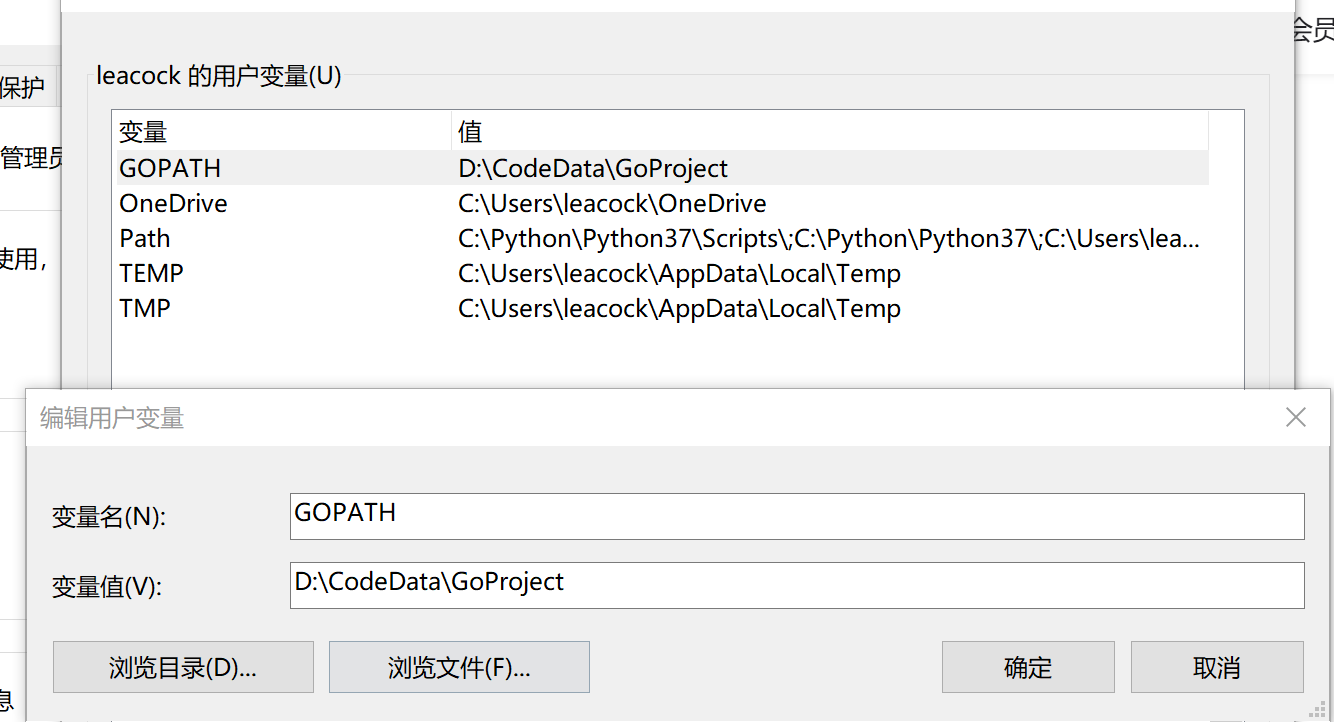 会员
leacock 的用户变量(U)
保护
变量 值
管理员
GOPATH D:\CodeData\GoProject
OneDrive C:\Users\leacock\OneDrive
Path C:\Python\Python37\Scripts\;C:\Python\Python37\;C:\Users\lea...
使用，
TEMP C:\Users\leacock\AppData\Local\Temp
TMP C:\Users\leacock\AppData\Local\Temp
编辑用户变量
变量名(N): GOPATH
变量值(V): D:\CodeData\GoProject
浏览目录(D)... 浏览文件(F)... 确定 取消
息